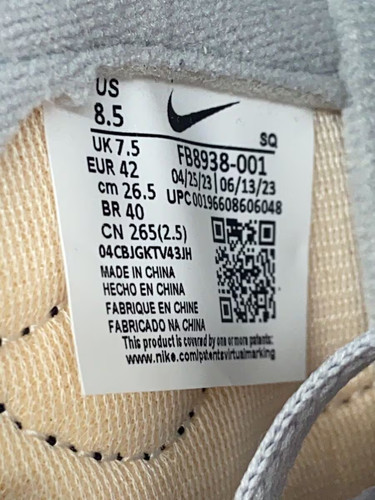 US
8.5
SQ
UK 7.5 FB8938-001
EUR 42 04/25/23 | 06/13/23
cm 26.5 UPC 00196608606048
BR 40
CN 265(2.5)
04CBJGKTV43JH
MADE IN CHINA
HECHO EN CHINA
FABRIQUE EN CHINE
FABRICADO NA CHINA
This product is covered by one or more patents:
www.nike.com/patentsvirtualmarking